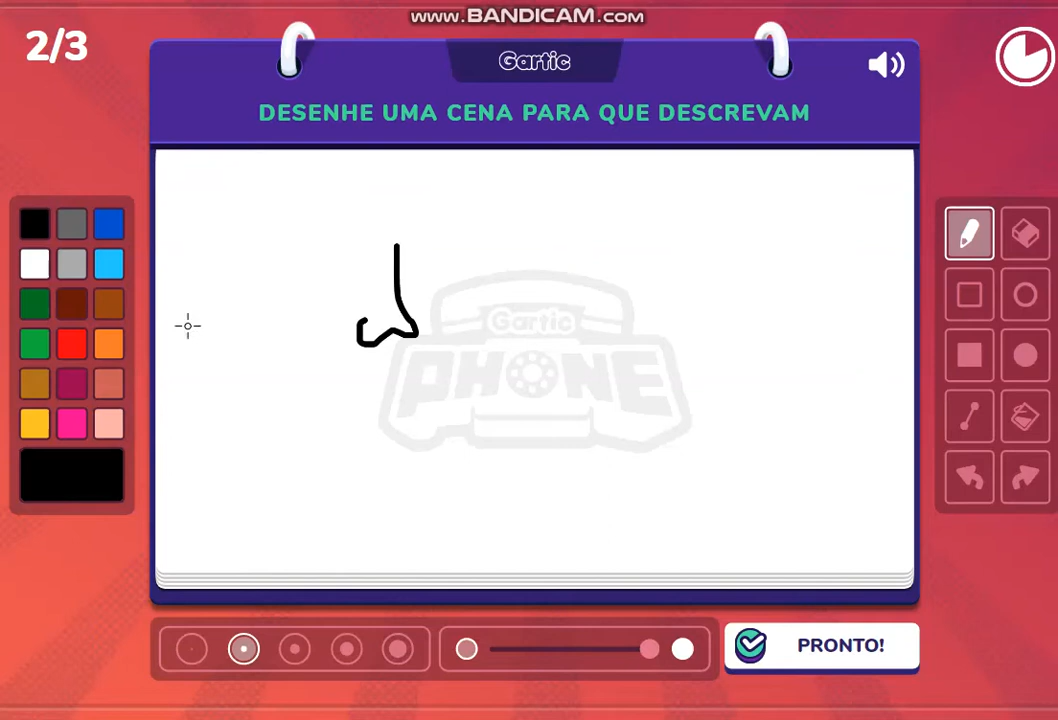 www.BANDICAM.com
2/3
Gartic
DESENHE UMA CENA PARA QUE DESCREVAM
Gartic
PHONE
PRONTO!